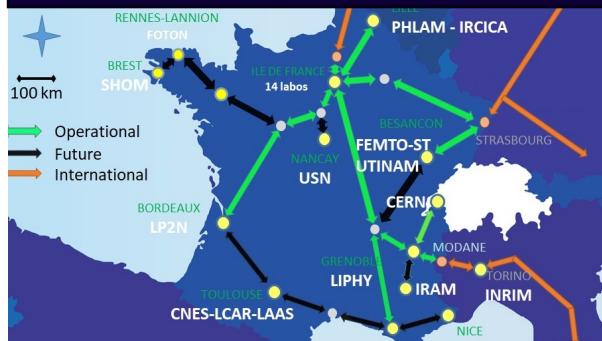 LILLE
RENNES-LANNION
FOTON
PHLAM - IRCICA
BREST
SHOM
ILE DE FRANCE
14 labos
100 km
Operational
Future
International
BESANCON
STRASBOURG
FEMTO-ST
UTINAM
NANCAY
USN
CERN
BORDEAUX
LP2N
MODANE
GRENOBLE
LIPHY
TORINO
INRIM
IRAM
TOULOUSE
CNES-LCAR-LAAS
NICE